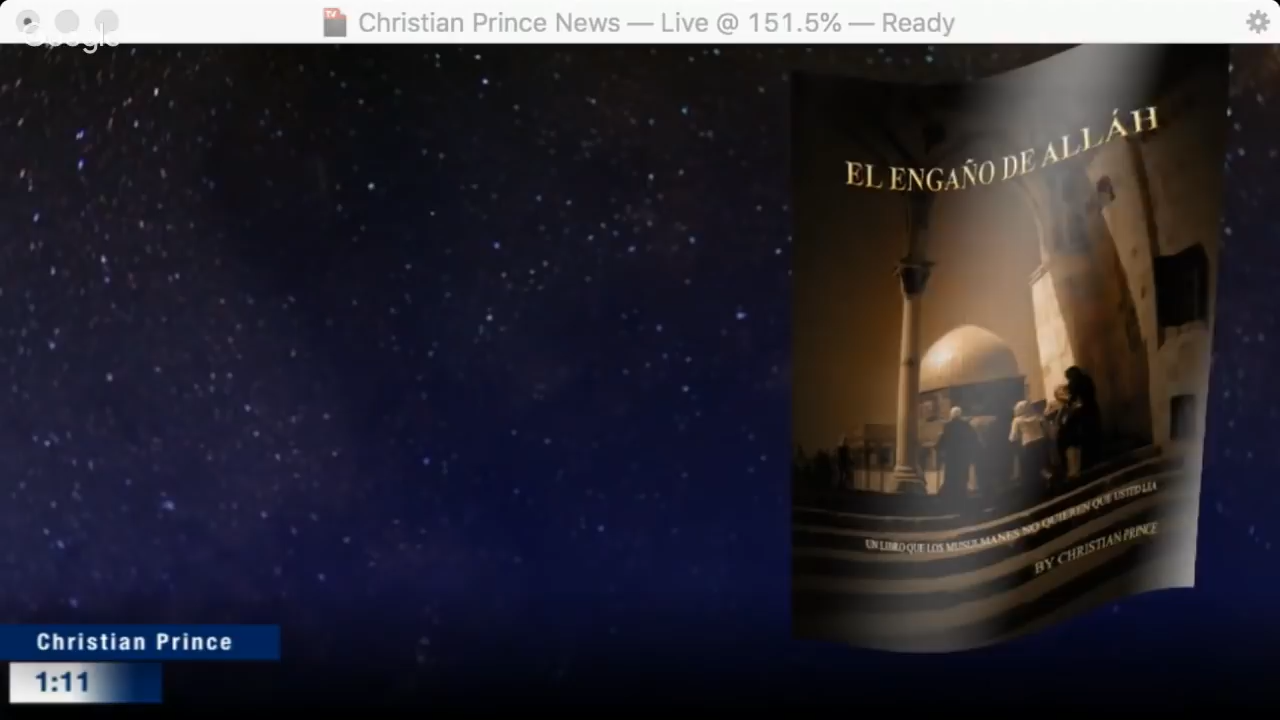 Christian Prince News — Live @ 151.5% — Ready
Google
EL ENGAÑO DE ALLÁH
UN LIBRO QUE LOS MUSULMANES NO QUIEREN QUE USTED LEA
BY CHRISTIAN PRINCE
Christian Prince
1:11